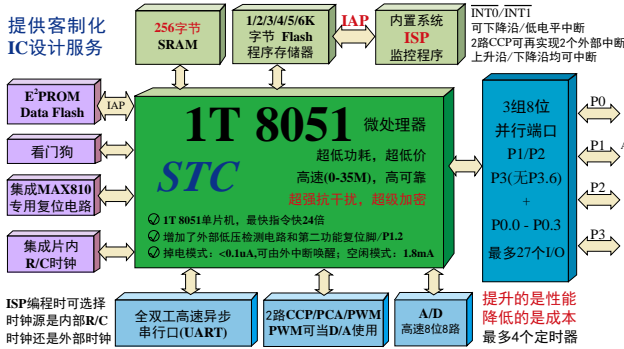 提供客制化
IC设计服务
256字节
SRAM
1/2/3/4/5/6K
字节 Flash
程序存储器
IAP
内置系统
ISP
监控程序
INT0/INT1
可下降沿/低电平中断
2路CCP可再实现2个外部中断
上升沿/下降沿均可中断
E²PROM
Data Flash
IAP
看门狗
集成MAX810
专用复位电路
集成片内
R/C时钟
1T 8051 微处理器
超低功耗，超低价
STC
高速(0-35M)，高可靠
超强抗干扰，超级加密
1T 8051单片机，最快指令快24倍
增加了外部低压检测电路和第二功能复位脚/P1.2
掉电模式：<0.1uA,可由外中断唤醒；空闲模式：1.8mA
3组8位
并行端口
P1/P2
P3(无P3.6)
+
P0.0 - P0.3
最多27个I/O
P0
P1
P2
P3
ISP编程时可选择
时钟源是内部R/C
时钟还是外部时钟
全双工高速异步
串行口(UART)
2路CCP/PCA/PWM
PWM可当D/A使用
A/D
高速8位8路
提升的是性能
降低的是成本
最多4个定时器